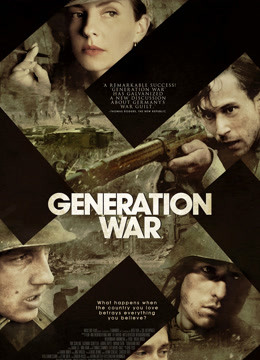 "A REMARKABLE SUCCESS!
GENERATION WAR
HAS GALVANIZED
A NEW DISCUSSION
ABOUT GERMANY'S
WAR GUILT."
GENERATION
WAR
What happens when
the country you love
betrays everything
you believe?